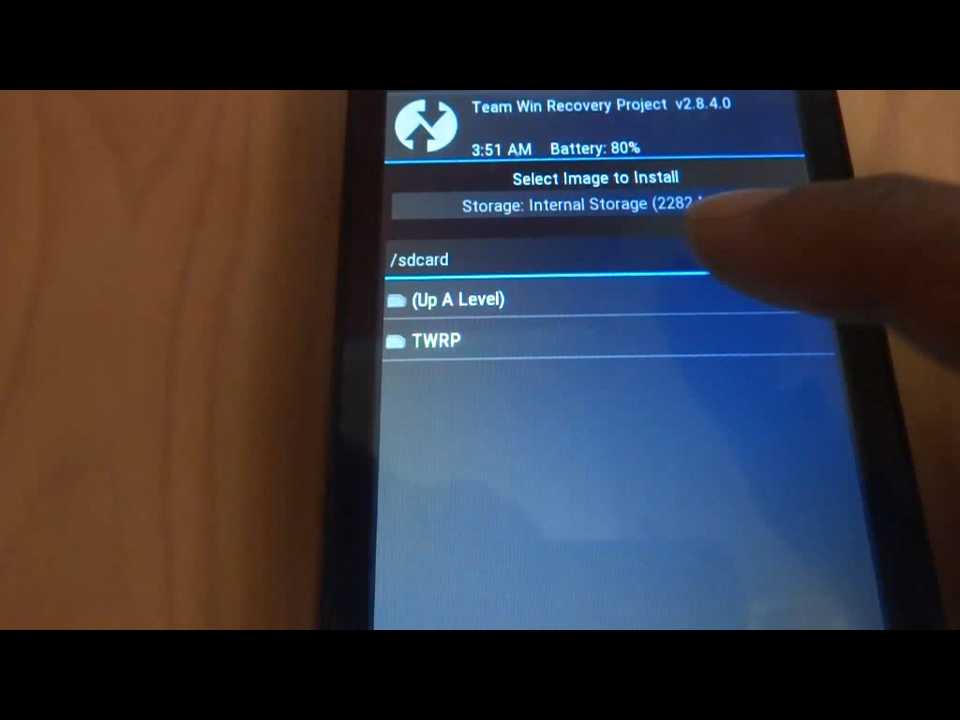 Team Win Recovery Project v2.8.4.0
3:51 AM Battery: 80%
Select Image to Install
Storage: Internal Storage (2282
/sdcard
(Up A Level)
TWRP